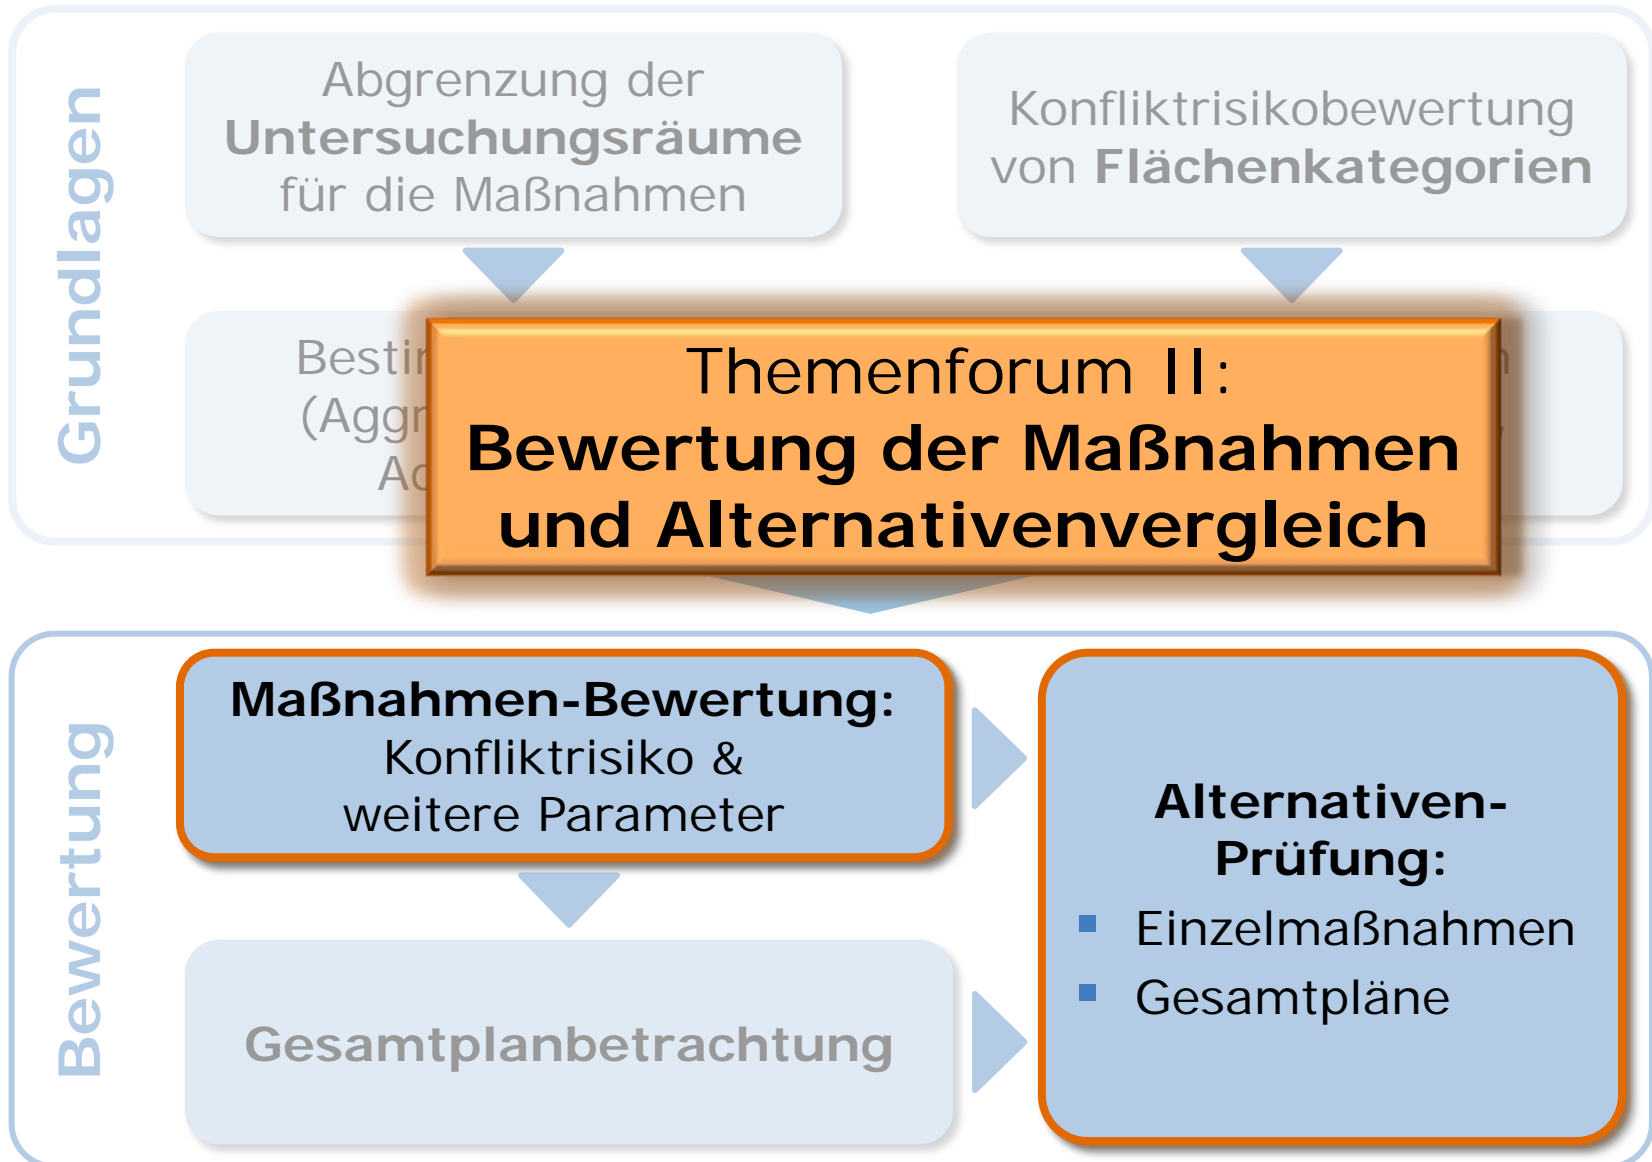 Grundlagen
Abgrenzung der
Untersuchungsräume
für die Maßnahmen
Konfliktrisikobewertung
von Flächenkategorien
Themenforum II:
Bewertung der Maßnahmen
und Alternativenvergleich
Bewertung
Maßnahmen-Bewertung:
Konfliktrisiko &
weitere Parameter
Gesamtplanbetrachtung
Alternativen-
Prüfung:
▪ Einzelmaßnahmen
▪ Gesamtpläne